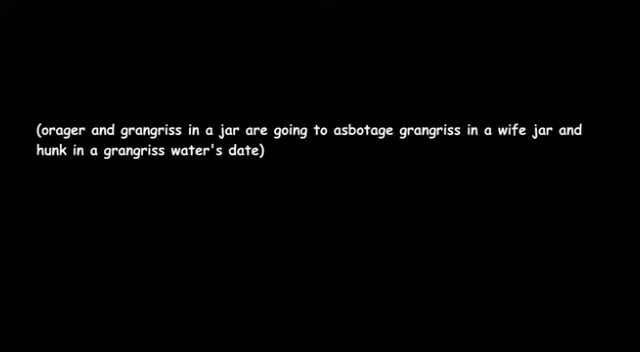 (orager and grangriss in a jar are going to asbotage grangriss in a wife jar and
hunk in a grangriss water's date)